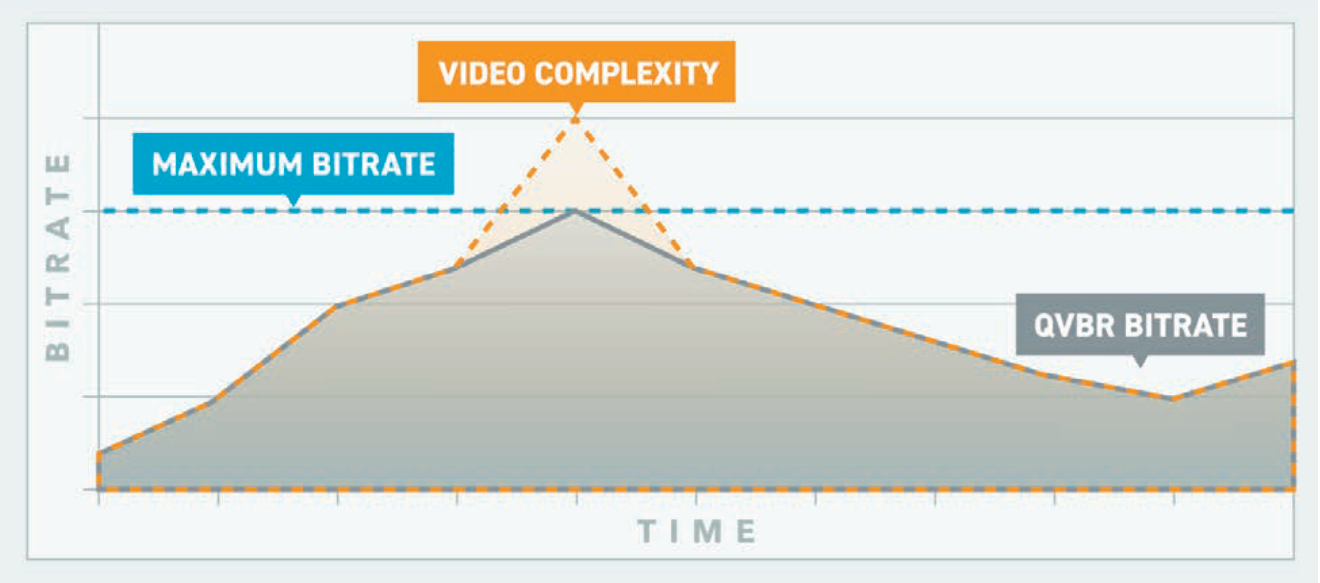 VIDEO COMPLEXITY
MAXIMUM BITRATE
BITRATE
QVBR BITRATE
TIME